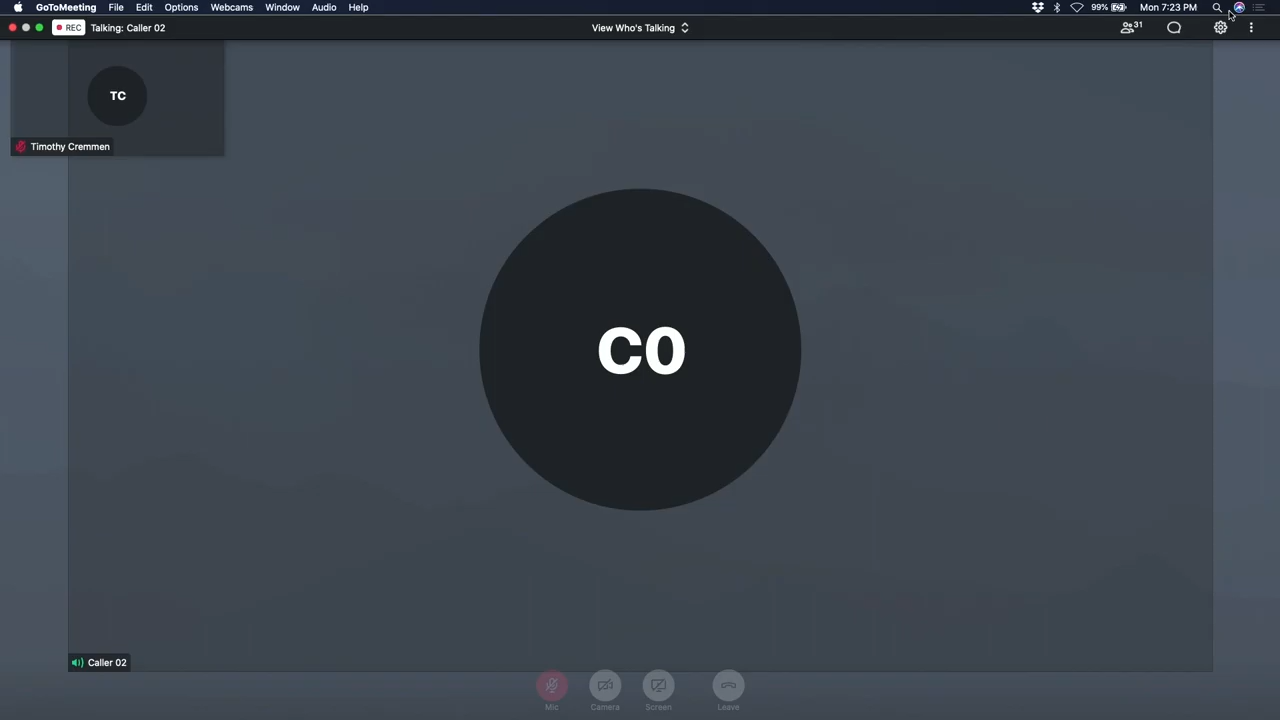 GoToMeeting File Edit Options Webcams Window Audio Help 99% Mon 7:23 PM
REC Talking: Caller 02 View Who's Talking 31
TC
Timothy Cremmen
C0
Caller 02
Mic Camera Screen Leave